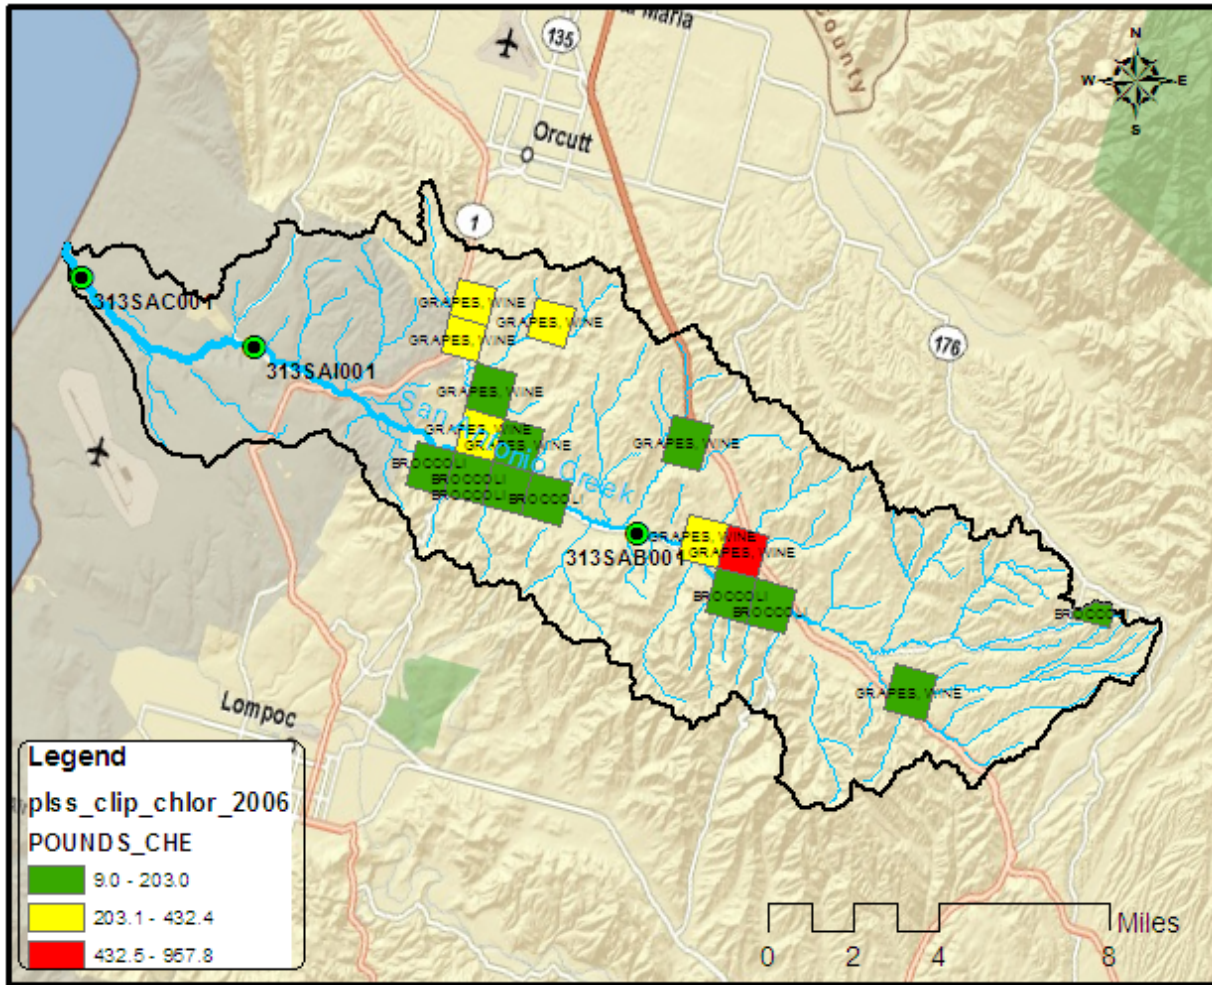 a Maria
135
County
N
W
E
S
Orcutt
1
313SAC001
GRAPES, WINE
GRAPES, WINE
GRAPES, WINE
176
313SAI001
GRAPES, WINE
San Antonio Creek
GRAPES, WINE
GRAPES, WINE
GRAPES, WINE
BROCCOLI
BROCCOLI
BROCCOLI
BROCCOLI
GRAPES, WINE
313SAB001
GRAPES, WINE
BROCCOLI
BROCCOLI
BROCCOLI
GRAPES, WINE
Lompoc
Legend
plss_clip_chlor_2006
POUNDS_CHE
9.0 - 203.0
203.1 - 432.4
432.5 - 957.8
Miles
0 2 4 8